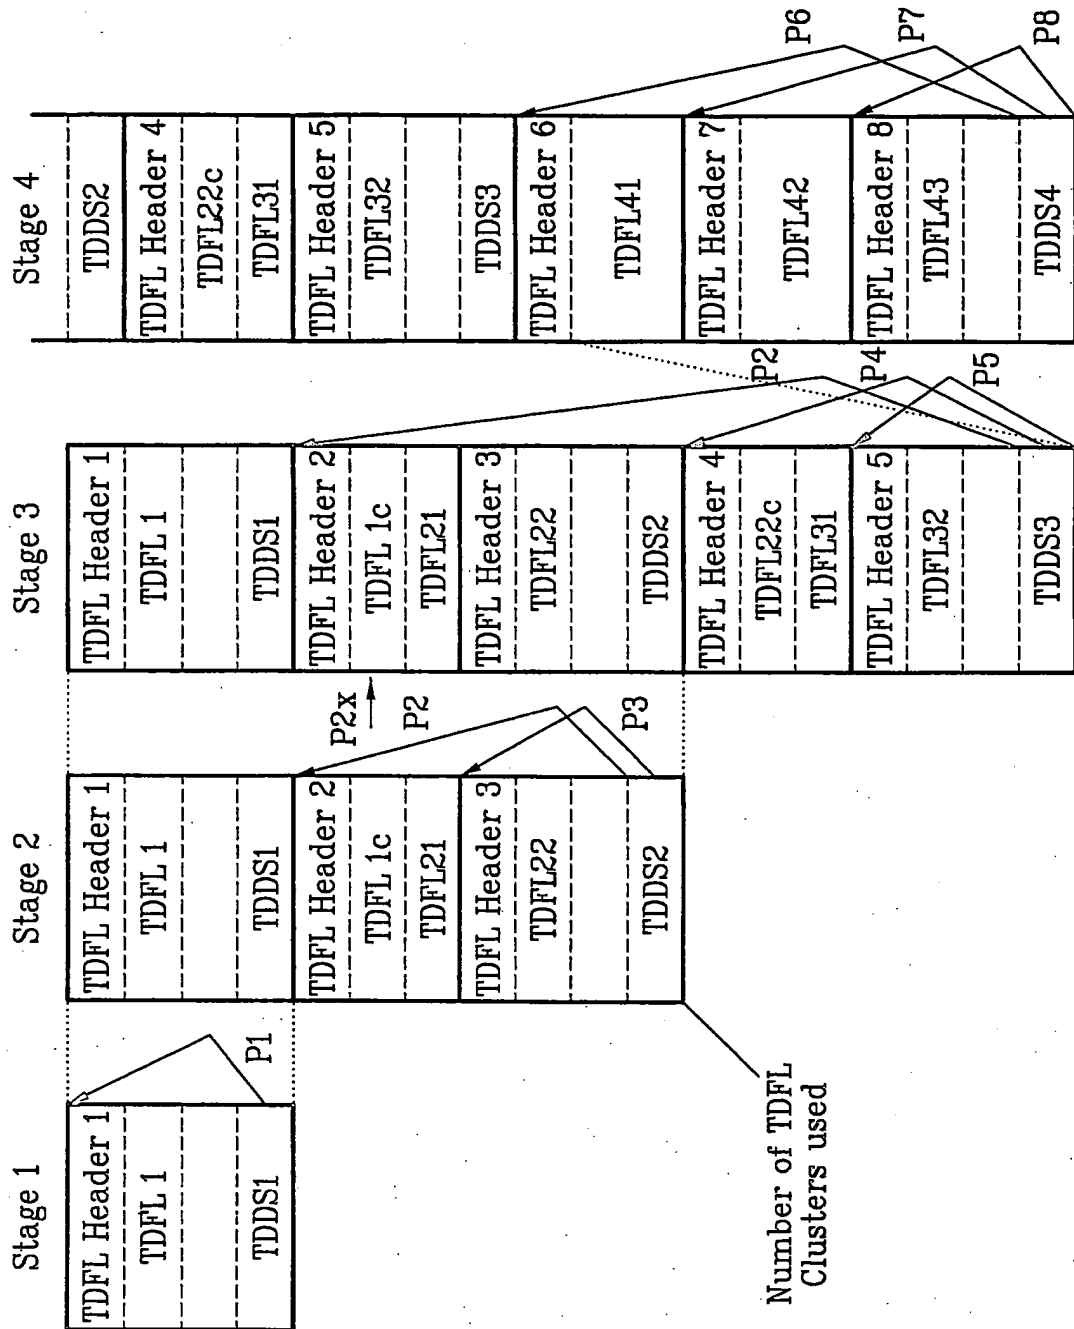 Stage 1
TDFL Header 1
TDFL 1
TDDS1
P1
Stage 2
TDFL Header 1
TDFL 1
TDDS1
TDFL Header 2
TDFL 1c
TDFL21
TDFL Header 3
TDFL22
TDDS2
P2
P3
Number of TDFL
Clusters used
Stage 3
P2x
TDFL Header 1
TDFL 1
TDDS1
TDFL Header 2
TDFL 1c
TDFL21
TDFL Header 3
TDFL22
TDDS2
TDFL Header 4
TDFL22c
TDFL31
TDFL Header 5
TDFL32
TDDS3
P2
P4
P5
Stage 4
TDDS2
TDFL Header 4
TDFL22c
TDFL31
TDFL Header 5
TDFL32
TDDS3
TDFL Header 6
TDFL41
TDFL Header 7
TDFL42
TDFL Header 8
TDFL43
TDDS4
P6
P7
P8